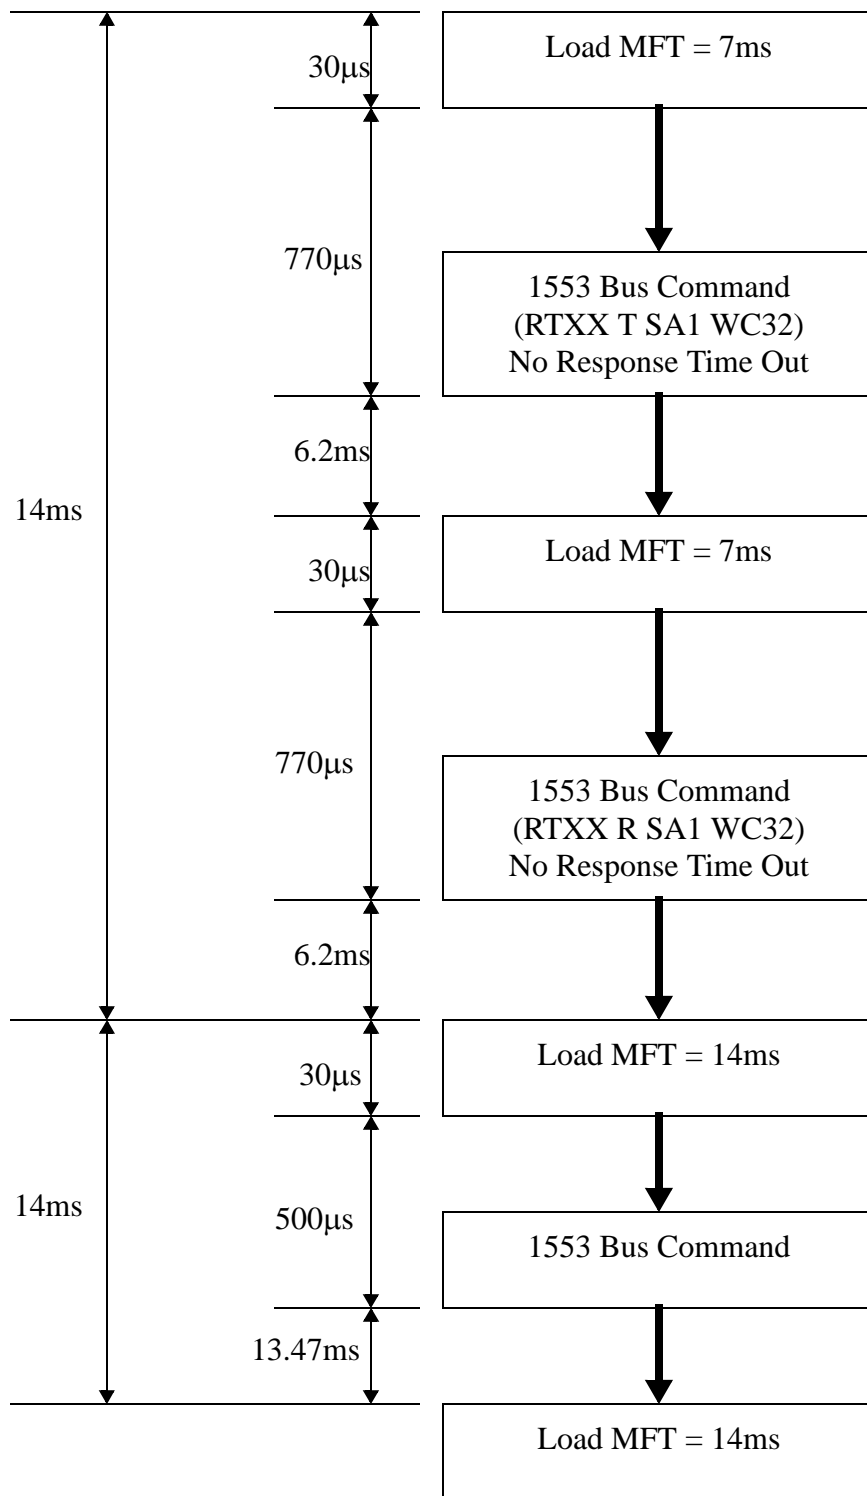 Load MFT = 7ms
30μs
770μs
1553 Bus Command
(RTXX T SA1 WC32)
No Response Time Out
6.2ms
14ms
Load MFT = 7ms
30μs
770μs
1553 Bus Command
(RTXX R SA1 WC32)
No Response Time Out
6.2ms
Load MFT = 14ms
30μs
14ms
500μs
1553 Bus Command
13.47ms
Load MFT = 14ms